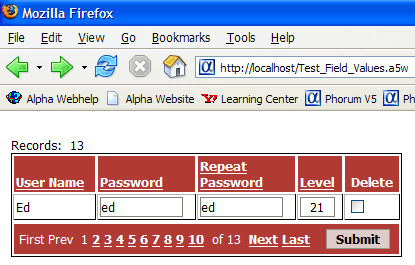 Mozilla Firefox
File Edit View Go Bookmarks Tools Help
http://localhost/Test_Field_Values.a5w
Alpha Webhelp Alpha Website Learning Center Phorum V5 Ph
Records: 13
User Name Password Repeat Password Level Delete
Ed ed ed 21
First Prev 1 2 3 4 5 6 7 8 9 10 of 13 Next Last Submit